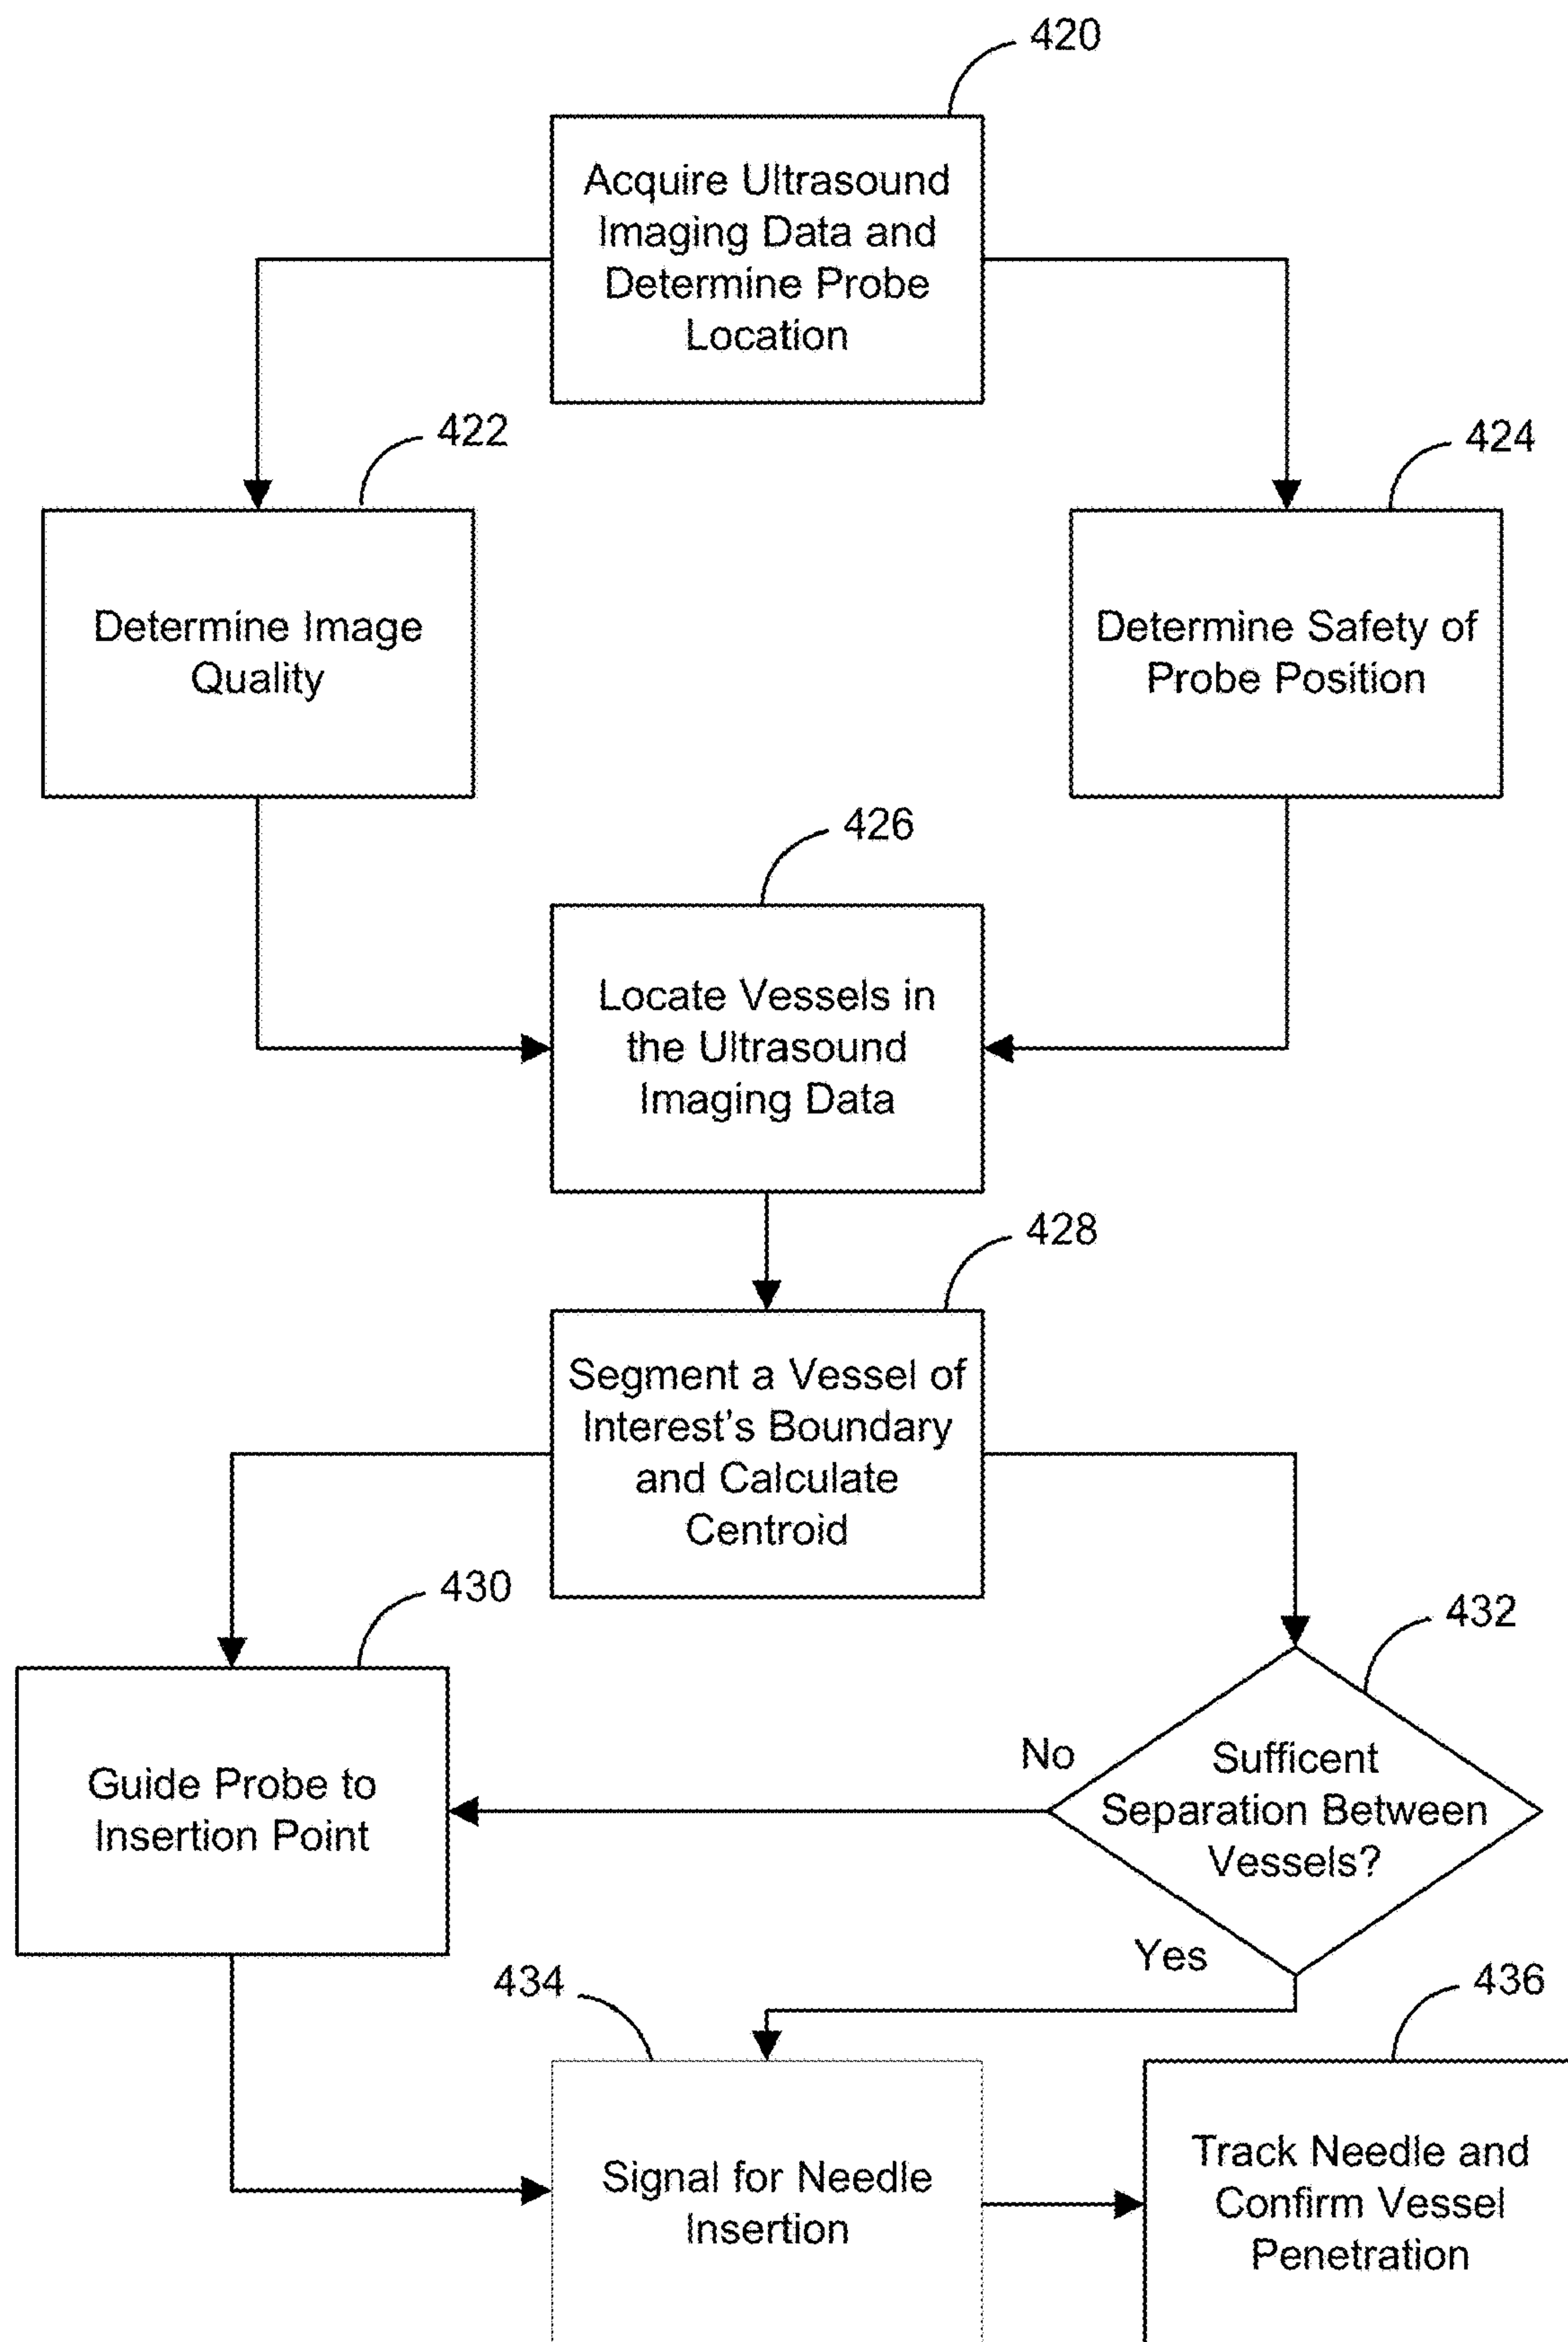 420
Acquire Ultrasound
Imaging Data and
Determine Probe
Location
422
424
Determine Image
Quality
Determine Safety of
Probe Position
426
Locate Vessels in
the Ultrasound
Imaging Data
428
Segment a Vessel of
Interest's Boundary
and Calculate
Centroid
430
432
Guide Probe to
Insertion Point
No
Sufficent
Separation Between
Vessels?
Yes
434
436
Signal for Needle
Insertion
Track Needle and
Confirm Vessel
Penetration